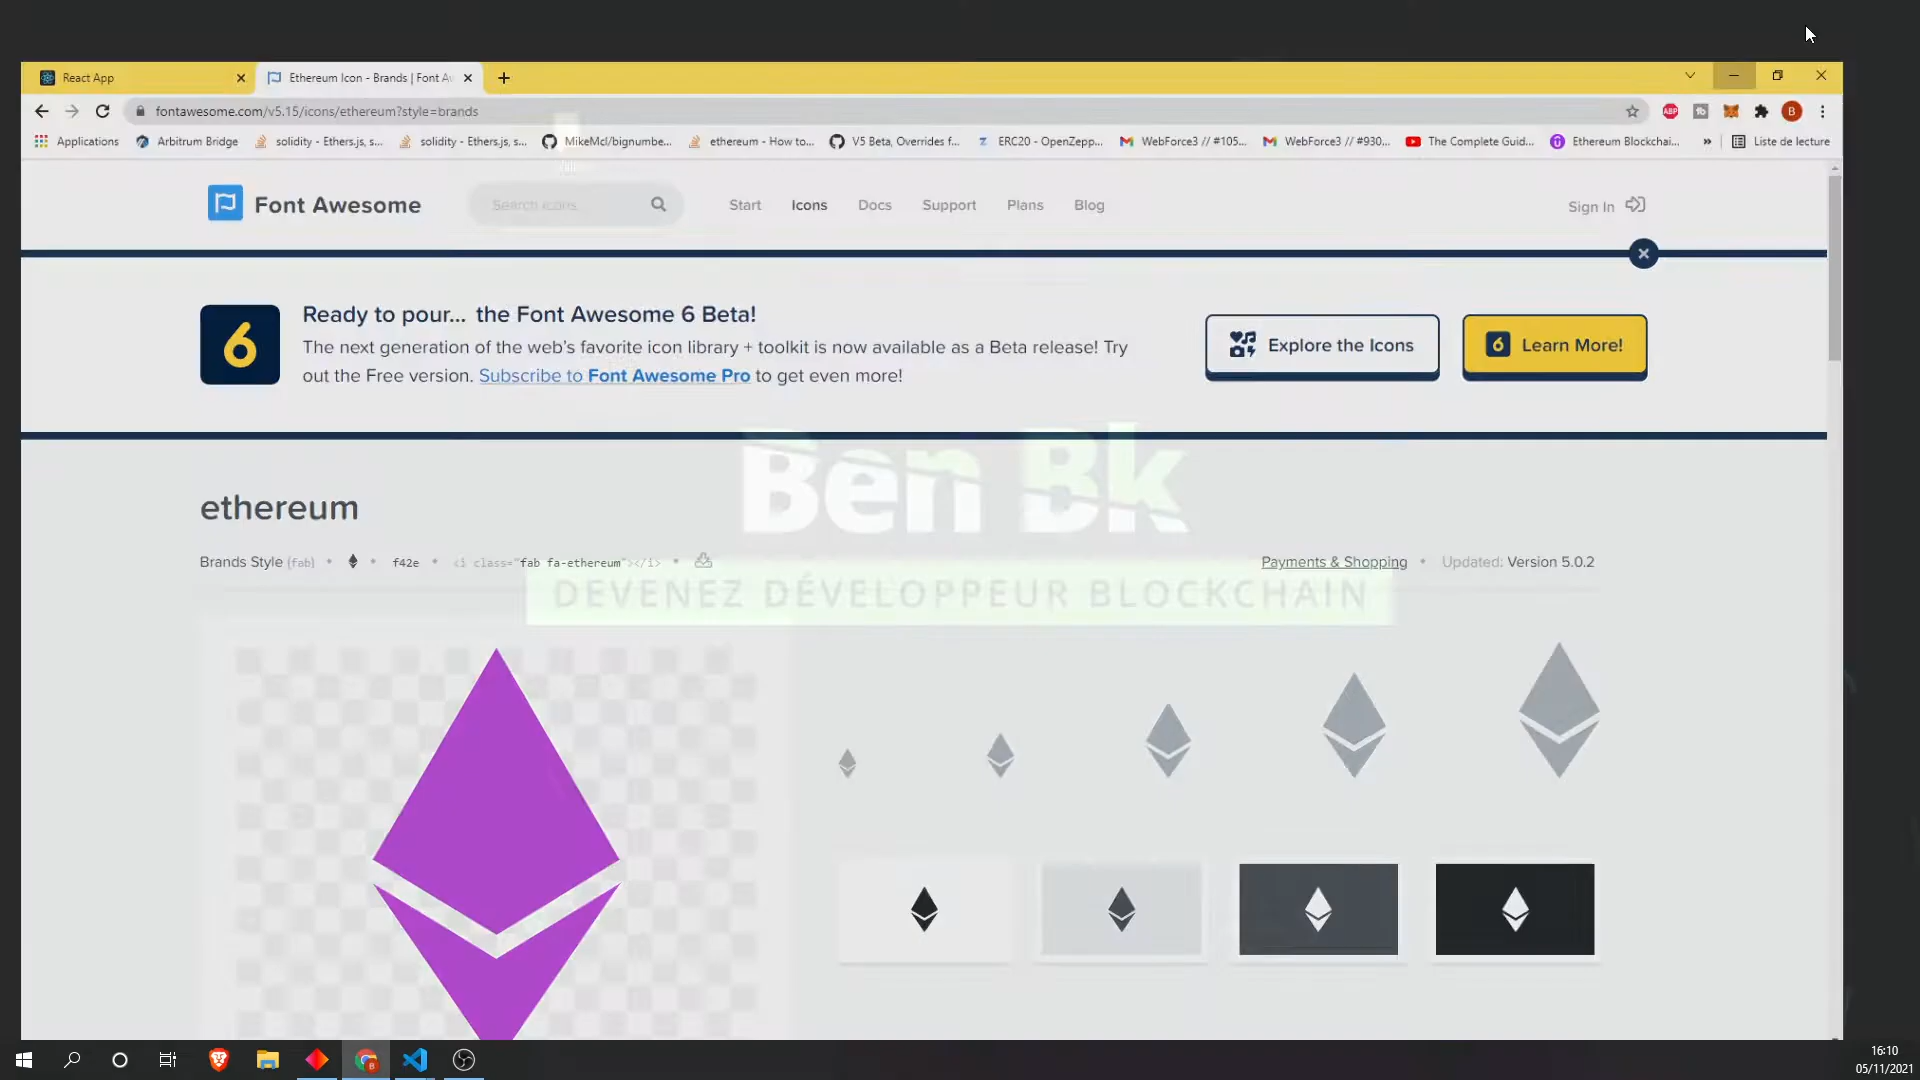 React App
Ethereum Icon - Brands | Font Aw
fontawesome.com/v5.15/icons/ethereum?style=brands
ABP
B
Applications
Arbitrum Bridge
solidity - Ethers.js, s...
solidity - Ethers.js, s...
MikeMcl/bignumbe...
ethereum - How to...
V5 Beta, Overrides f...
ERC20 - OpenZepp...
WebForce3 // #105...
WebForce3 // #930...
The Complete Guid...
Ethereum Blockchai...
»
Liste de lecture
Font Awesome
Search icons...
Start
Icons
Docs
Support
Plans
Blog
Sign In
6
Ready to pour... the Font Awesome 6 Beta!
The next generation of the web's favorite icon library + toolkit is now available as a Beta release! Try
out the Free version. Subscribe to Font Awesome Pro to get even more!
Explore the Icons
6 Learn More!
Ben Bk
ethereum
Brands Style (fab) • • f42e • <i class="fab fa-ethereum"></i> •
Payments & Shopping • Updated: Version 5.0.2
DEVENEZ DÉVELOPPEUR BLOCKCHAIN
16:10
05/11/2021